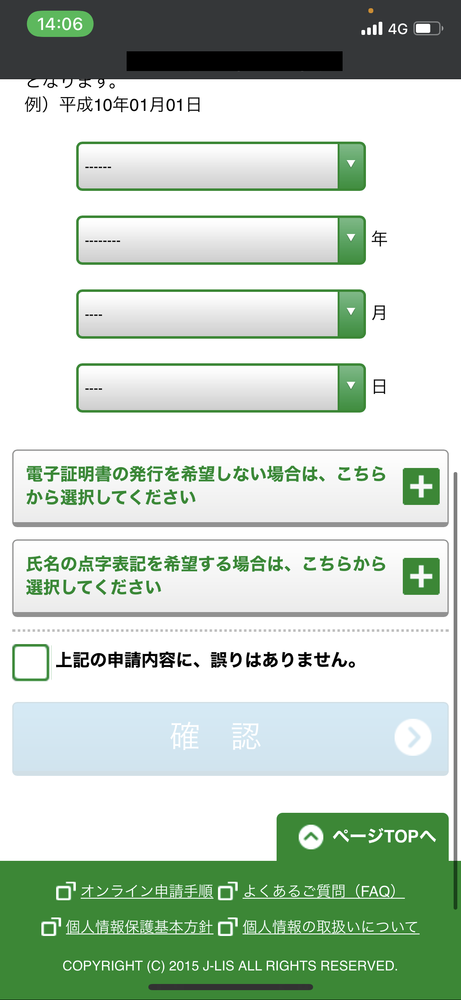 14:06
4G
となります。
例）平成10年01月01日
------
--------
年
----
月
----
日
電子証明書の発行を希望しない場合は、こちら
から選択してください
氏名の点字表記を希望する場合は、こちらから
選択してください
上記の申請内容に、誤りはありません。
確　認
ページTOPへ
オンライン申請手順 よくあるご質問（FAQ）
個人情報保護基本方針 個人情報の取扱いについて
COPYRIGHT (C) 2015 J-LIS ALL RIGHTS RESERVED.